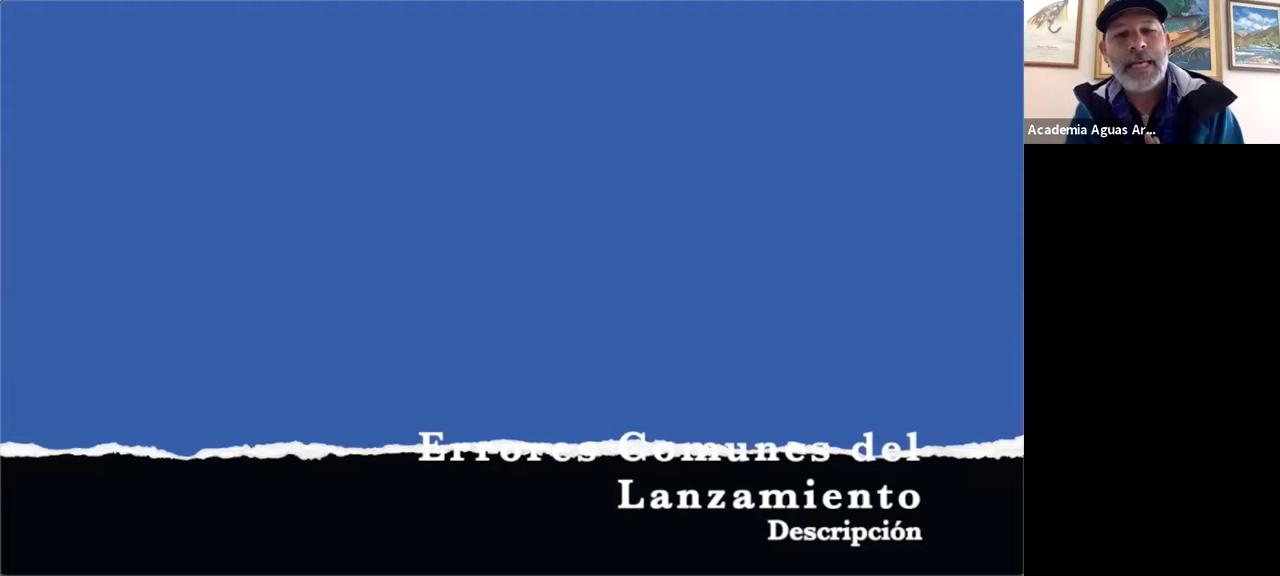 Errores Comunes del
Lanzamiento
Descripción
Academia Aguas Ar...